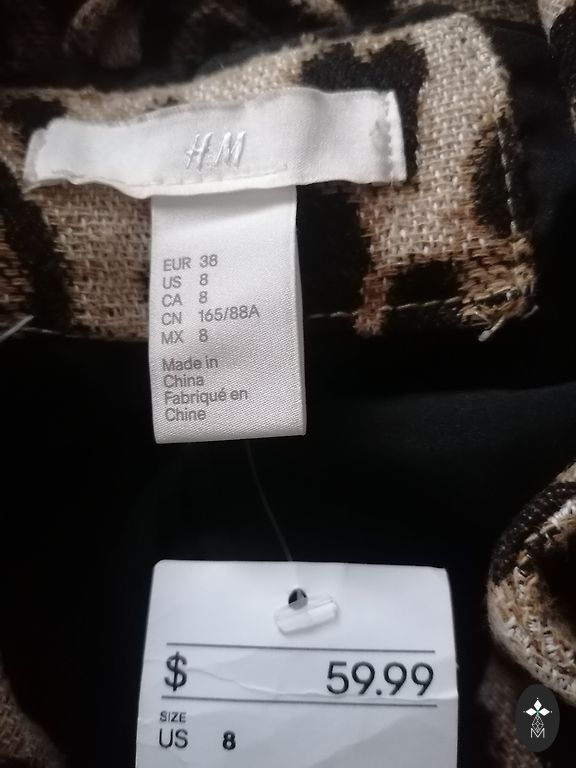 H&M
EUR 38
US 8
CA 8
CN 165/88A
MX 8
Made in
China
Fabriqué en
Chine
$ 59.99
SIZE
US 8
M